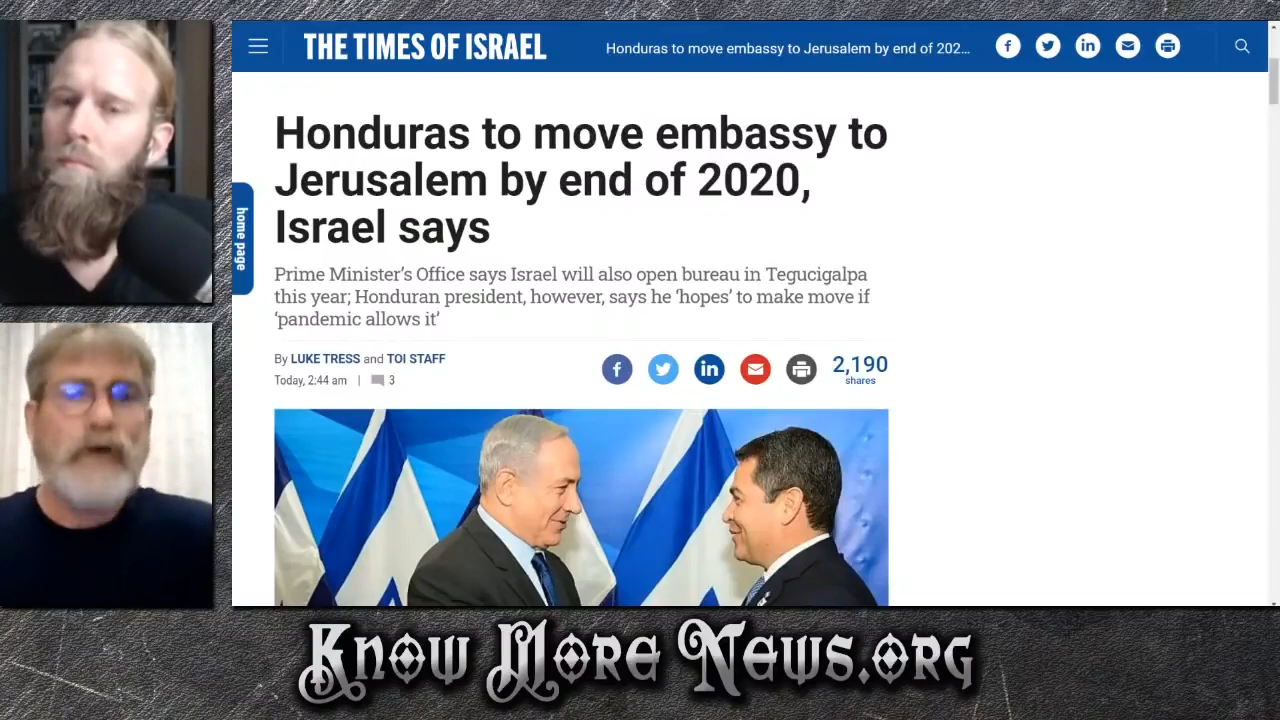 THE TIMES OF ISRAEL
Honduras to move embassy to Jerusalem by end of 202...
Honduras to move embassy to
Jerusalem by end of 2020,
Israel says
home page
Prime Minister's Office says Israel will also open bureau in Tegucigalpa
this year; Honduran president, however, says he 'hopes' to make move if
'pandemic allows it'
By LUKE TRESS and TOI STAFF
Today, 2:44 am | 3
2,190
shares
Know More News.org